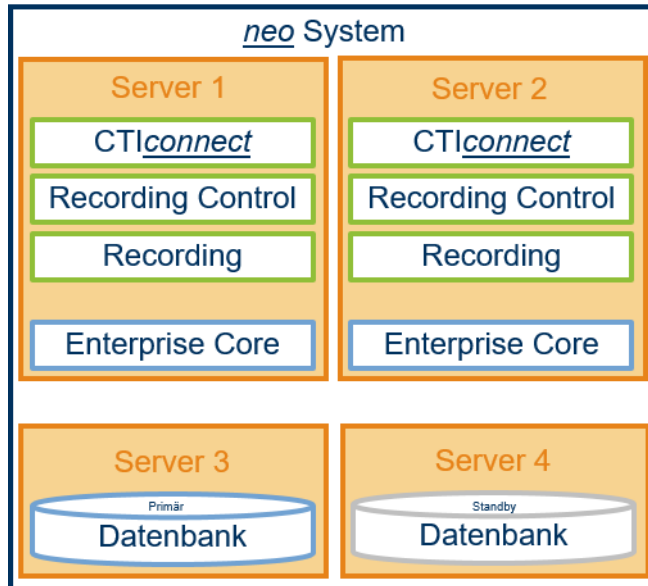 neo System
Server 1
CTIconnect
Recording Control
Recording
Enterprise Core
Server 2
CTIconnect
Recording Control
Recording
Enterprise Core
Server 3
Primär
Datenbank
Server 4
Standby
Datenbank